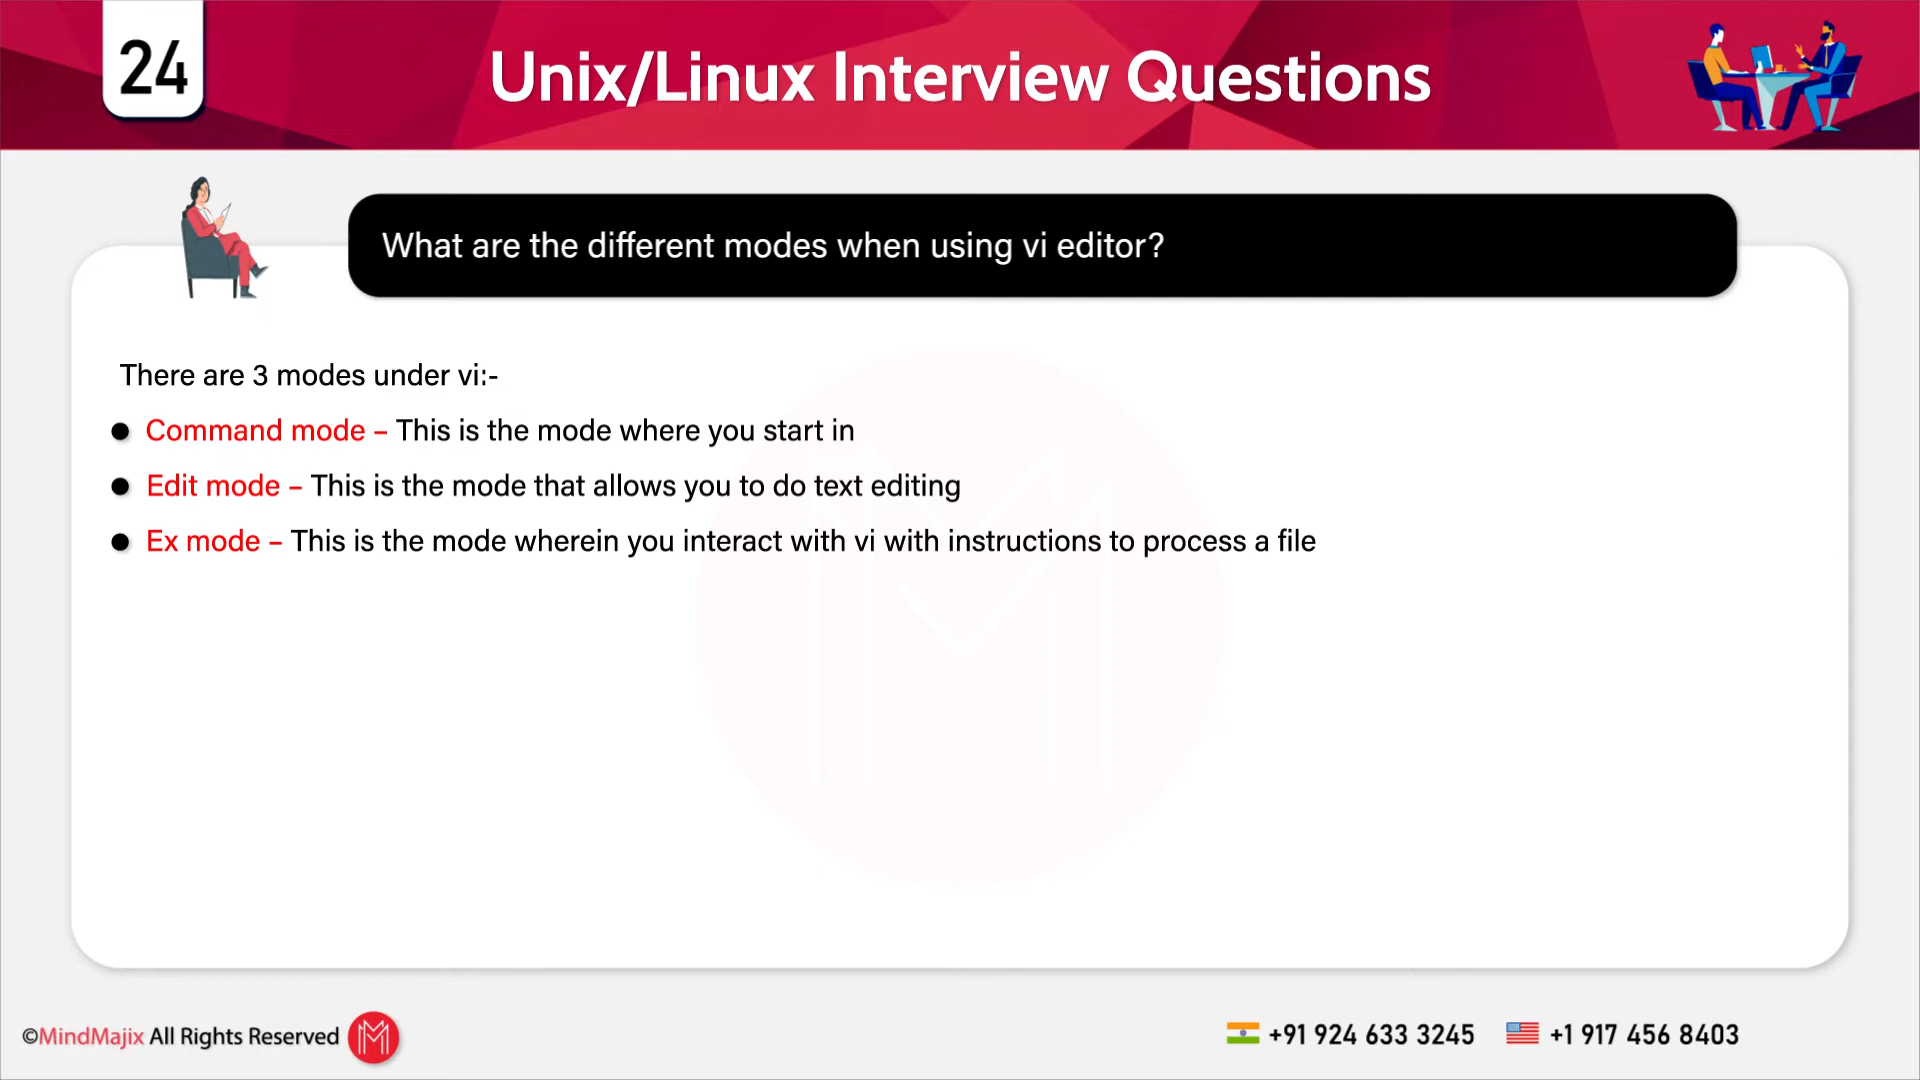 24
Unix/Linux Interview Questions
What are the different modes when using vi editor?
There are 3 modes under vi:-
● Command mode – This is the mode where you start in
● Edit mode – This is the mode that allows you to do text editing
● Ex mode – This is the mode wherein you interact with vi with instructions to process a file
©MindMajix All Rights Reserved
+91 924 633 3245
+1 917 456 8403